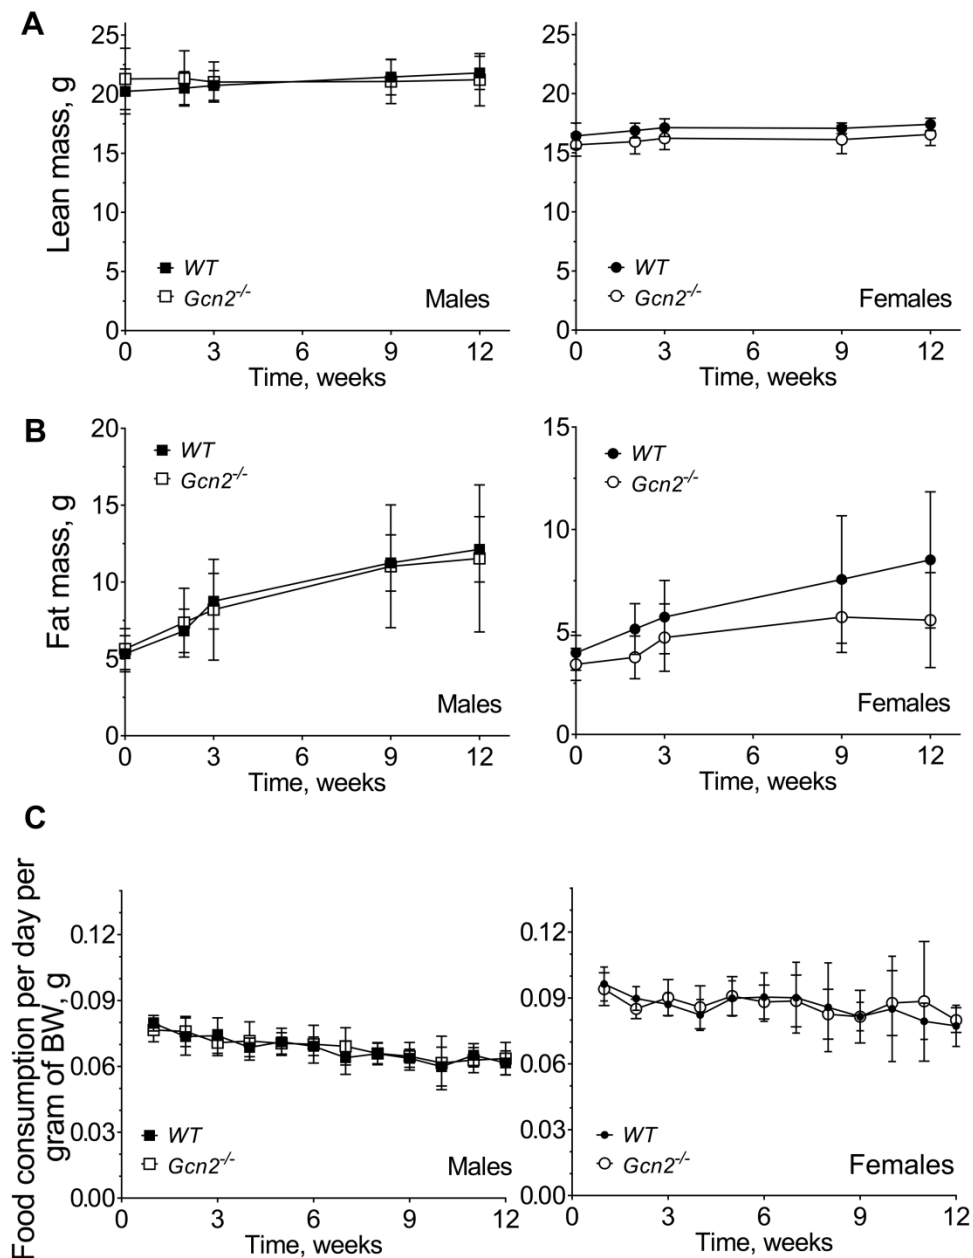 A
Lean mass, g
25
20
15
10
5
0
WT
Gcn2-/-
Males
0 3 6 9 12
Time, weeks
25
20
15
10
5
0
WT
Gcn2-/-
Females
0 3 6 9 12
Time, weeks
B
Fat mass, g
20
15
10
5
0
WT
Gcn2-/-
Males
0 3 6 9 12
Time, weeks
15
10
5
0
WT
Gcn2-/-
Females
0 3 6 9 12
Time, weeks
C
Food consumption per day per
gram of BW, g
0.12
0.09
0.06
0.03
0.00
WT
Gcn2-/-
Males
0 3 6 9 12
Time, weeks
0.12
0.09
0.06
0.03
0.00
WT
Gcn2-/-
Females
0 3 6 9 12
Time, weeks